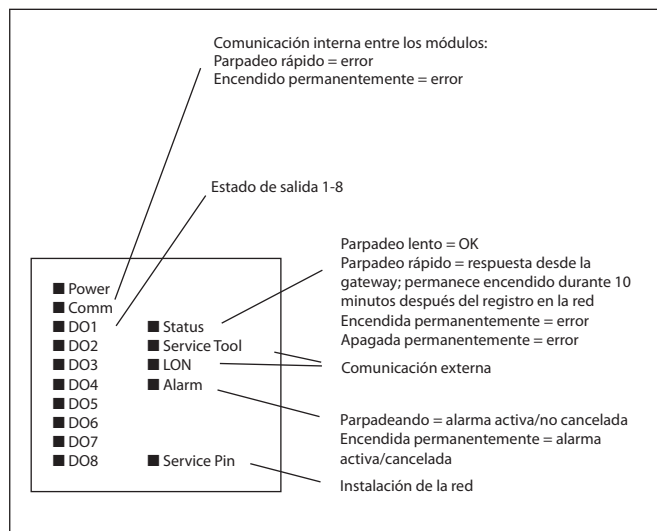 Comunicación interna entre los módulos:
Parpadeo rápido = error
Encendido permanentemente = error
Estado de salida 1-8
Parpadeo lento = OK
Parpadeo rápido = respuesta desde la
gateway; permanece encendido durante 10
minutos después del registro en la red
Encendida permanentemente = error
Apagada permanentemente = error
Comunicación externa
Parpadeando = alarma activa/no cancelada
Encendida permanentemente = alarma
activa/cancelada
Instalación de la red
Power
Comm
DO1
DO2
DO3
DO4
DO5
DO6
DO7
DO8
Status
Service Tool
LON
Alarm
Service Pin